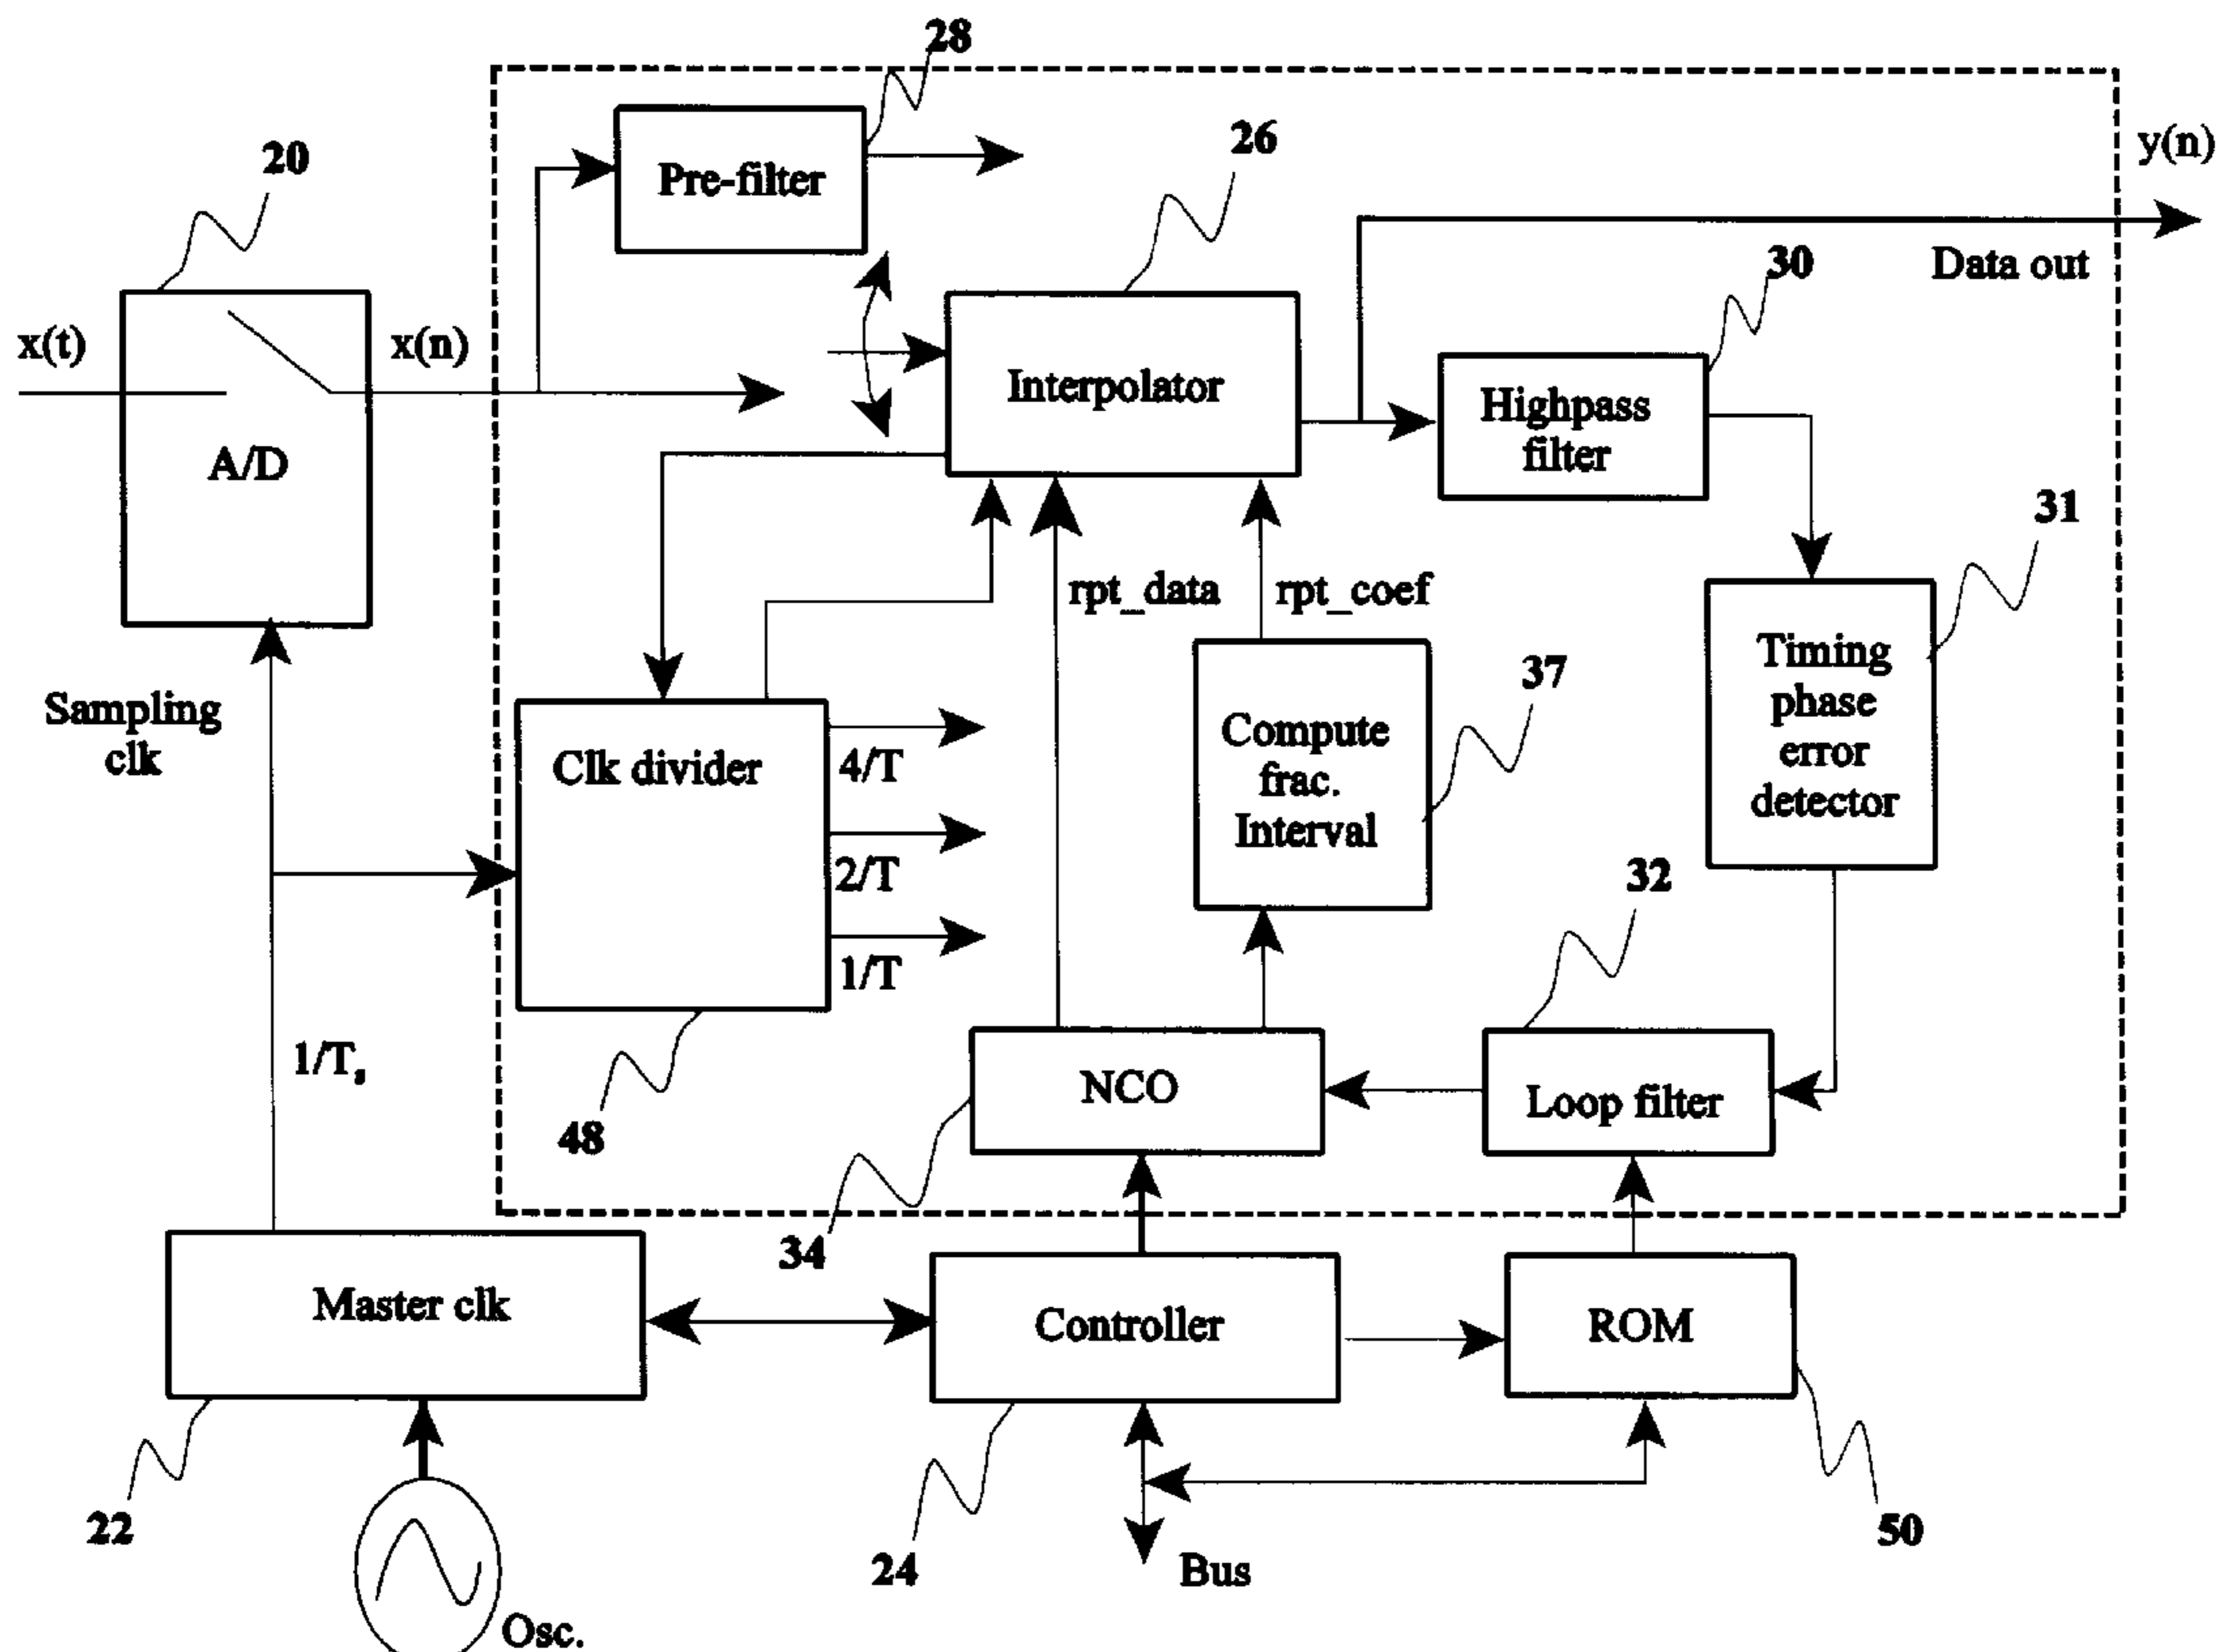 28
20
Pre-filter
26
y(n)
Data out
30
x(t)
x(n)
A/D
Interpolator
Highpass
filter
31
rpt_data
rpt_coef
Sampling
clk
Timing
phase
error
detector
37
Clk divider
4/T
2/T
1/T
Compute
frac.
Interval
32
1/Ts
48
NCO
Loop filter
34
Master clk
Controller
ROM
22
24
Bus
50
Osc.